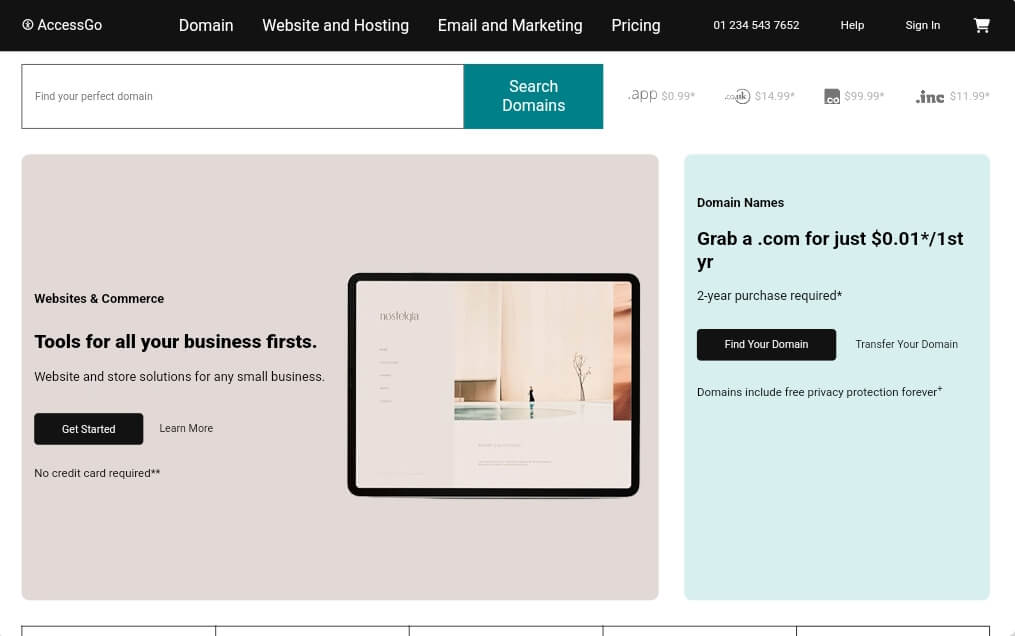 AccessGo
Domain
Website and Hosting
Email and Marketing
Pricing
01 234 543 7652
Help
Sign In
Find your perfect domain
Search
Domains
.app $0.99*
.co.uk $14.99*
.co $99.99*
.inc $11.99*
Websites & Commerce
Tools for all your business firsts.
Website and store solutions for any small business.
Get Started
Learn More
No credit card required**
nostelgia
Domain Names
Grab a .com for just $0.01*/1st
yr
2-year purchase required*
Find Your Domain
Transfer Your Domain
Domains include free privacy protection forever+